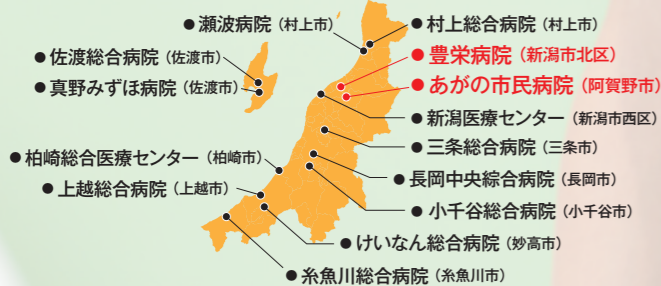 ● 瀬波病院（村上市）
● 村上総合病院（村上市）
● 佐渡総合病院（佐渡市）
● 豊栄病院（新潟市北区）
● 真野みずほ病院（佐渡市）
● あがの市民病院（阿賀野市）
● 新潟医療センター（新潟市西区）
● 三条総合病院（三条市）
● 柏崎総合医療センター（柏崎市）
● 長岡中央綜合病院（長岡市）
● 上越総合病院（上越市）
● 小千谷総合病院（小千谷市）
● けいなん総合病院（妙高市）
● 糸魚川総合病院（糸魚川市）